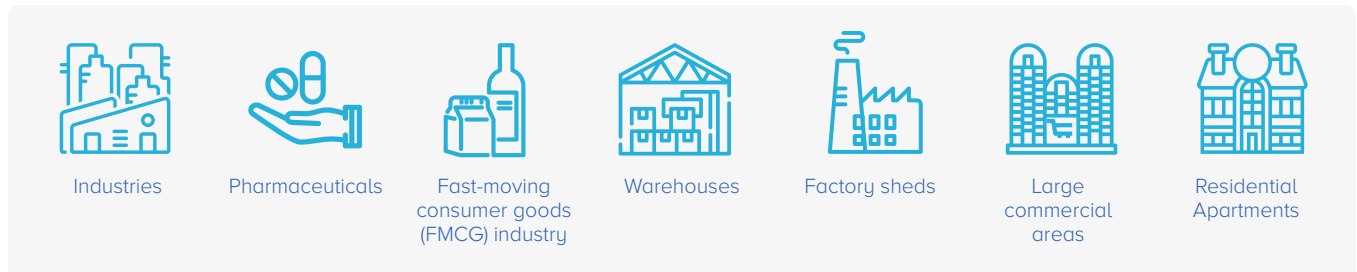 Industries
Pharmaceuticals
Fast-moving
consumer goods
(FMCG) industry
Warehouses
Factory sheds
Large
commercial
areas
Residential
Apartments